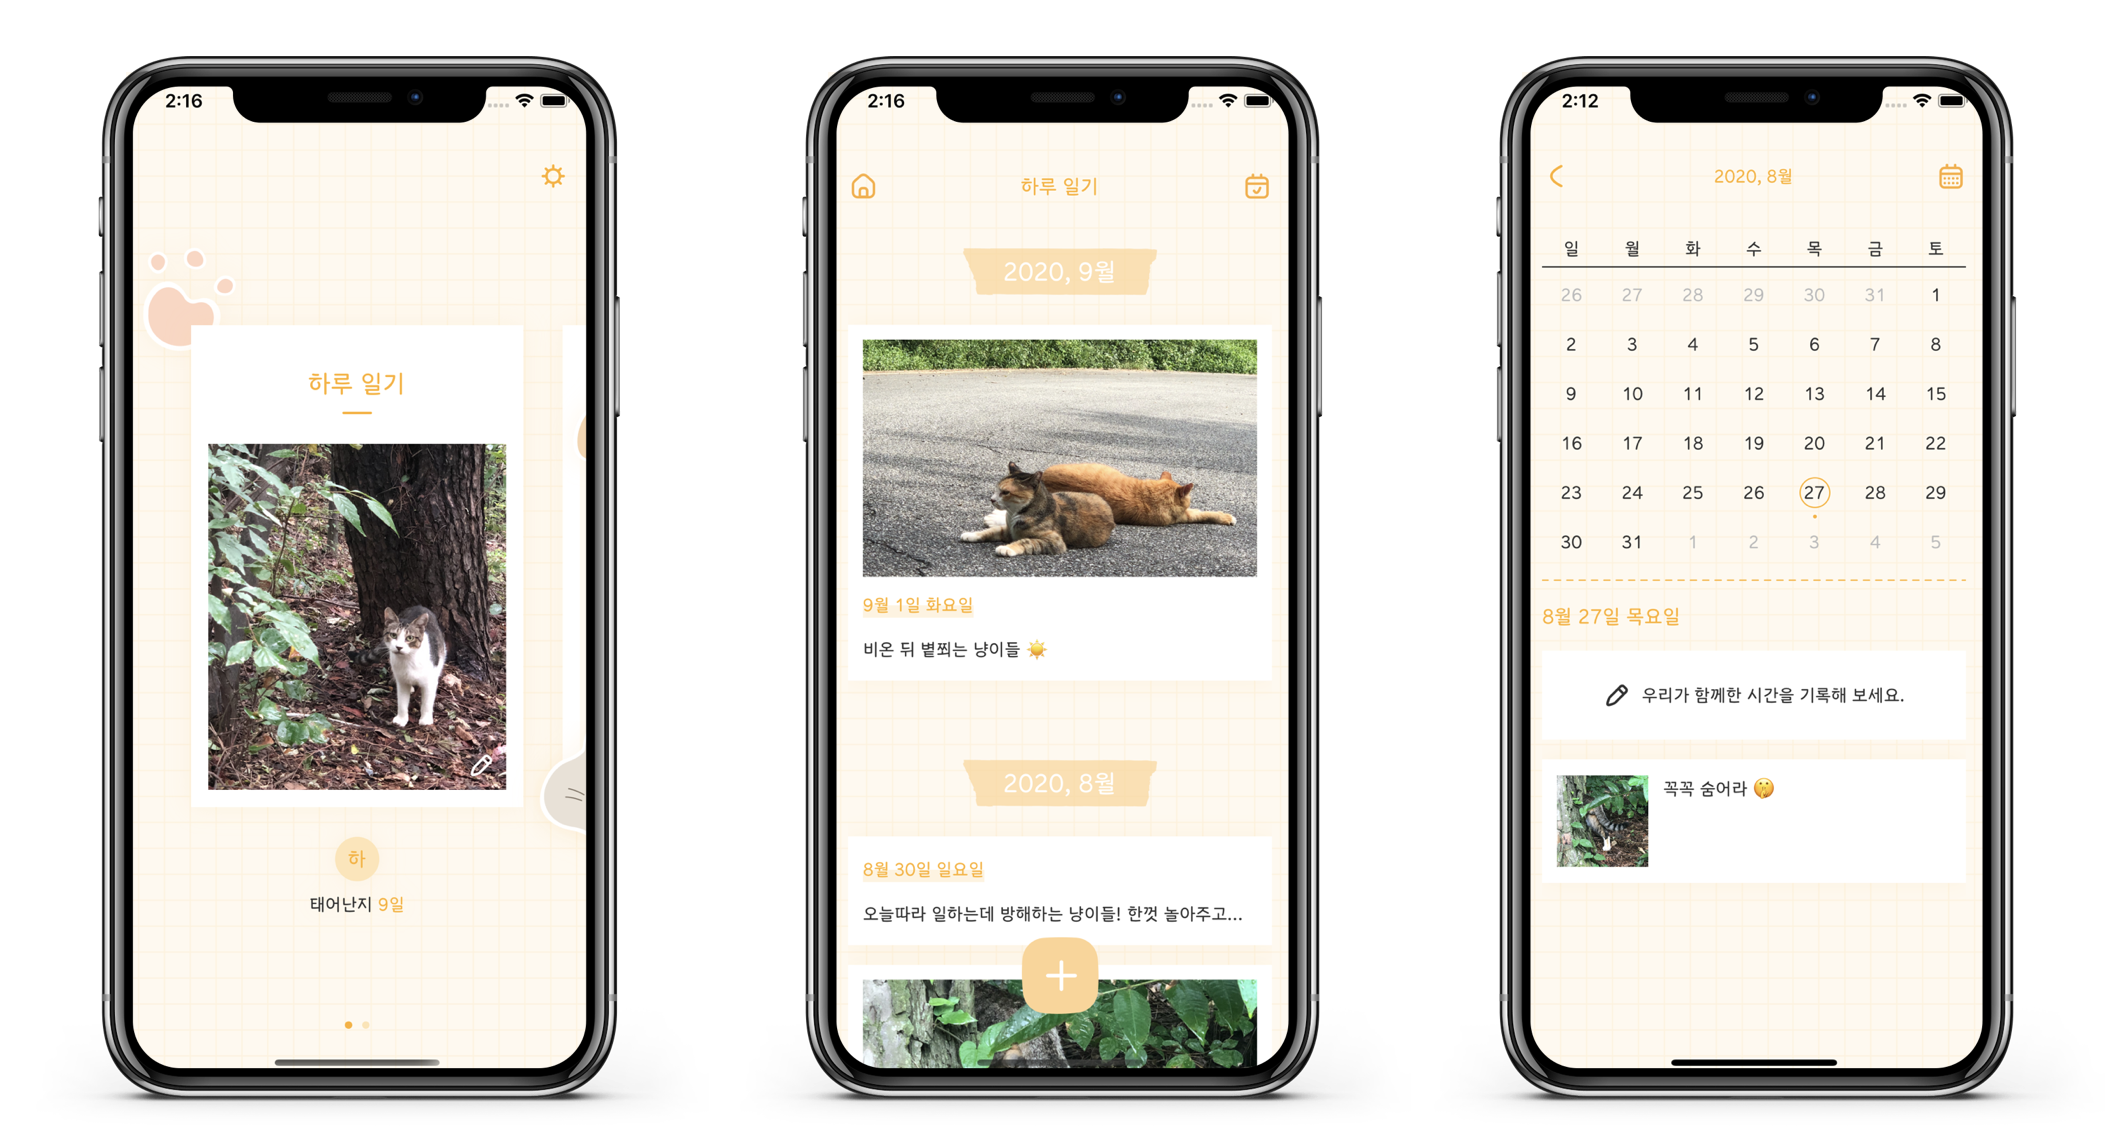 2:16
하루 일기
하
태어난지 9일
2:16
하루 일기
2020, 9월
9월 1일 화요일
비온 뒤 볕쬐는 냥이들 ☀️
2020, 8월
8월 30일 일요일
오늘따라 일하는데 방해하는 냥이들! 한껏 놀아주고...
2:12
2020, 8월
일 월 화 수 목 금 토
26 27 28 29 30 31 1
2 3 4 5 6 7 8
9 10 11 12 13 14 15
16 17 18 19 20 21 22
23 24 25 26 27 28 29
30 31 1 2 3 4 5
8월 27일 목요일
우리가 함께한 시간을 기록해 보세요.
꼭꼭 숨어라 🤫